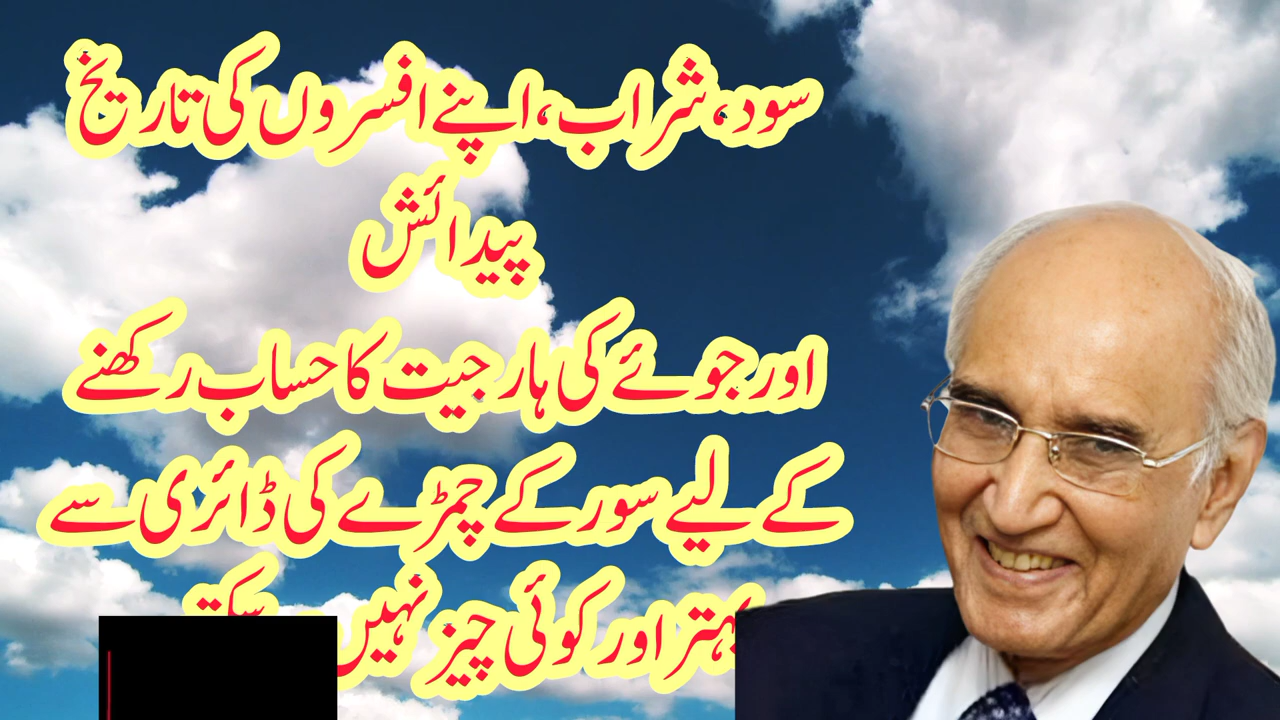 سود، شراب، اپنے افسروں کی تاریخ
پیدائش
اور جوئے کی ہار جیت کا حساب رکھنے
کے لیے سور کے چمڑے کی ڈائری سے
بہتر اور کوئی چیز نہیں